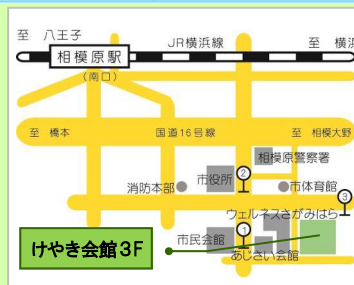 至 八王子
JR横浜線
至 横浜
相模原駅
(南口)
至 橋本
国道16号線
至 相模大野
相模原警察署
市役所
②
消防本部
市体育館
③
ウェルネスさがみはら
市民会館
①
あじさい会館
けやき会館3F